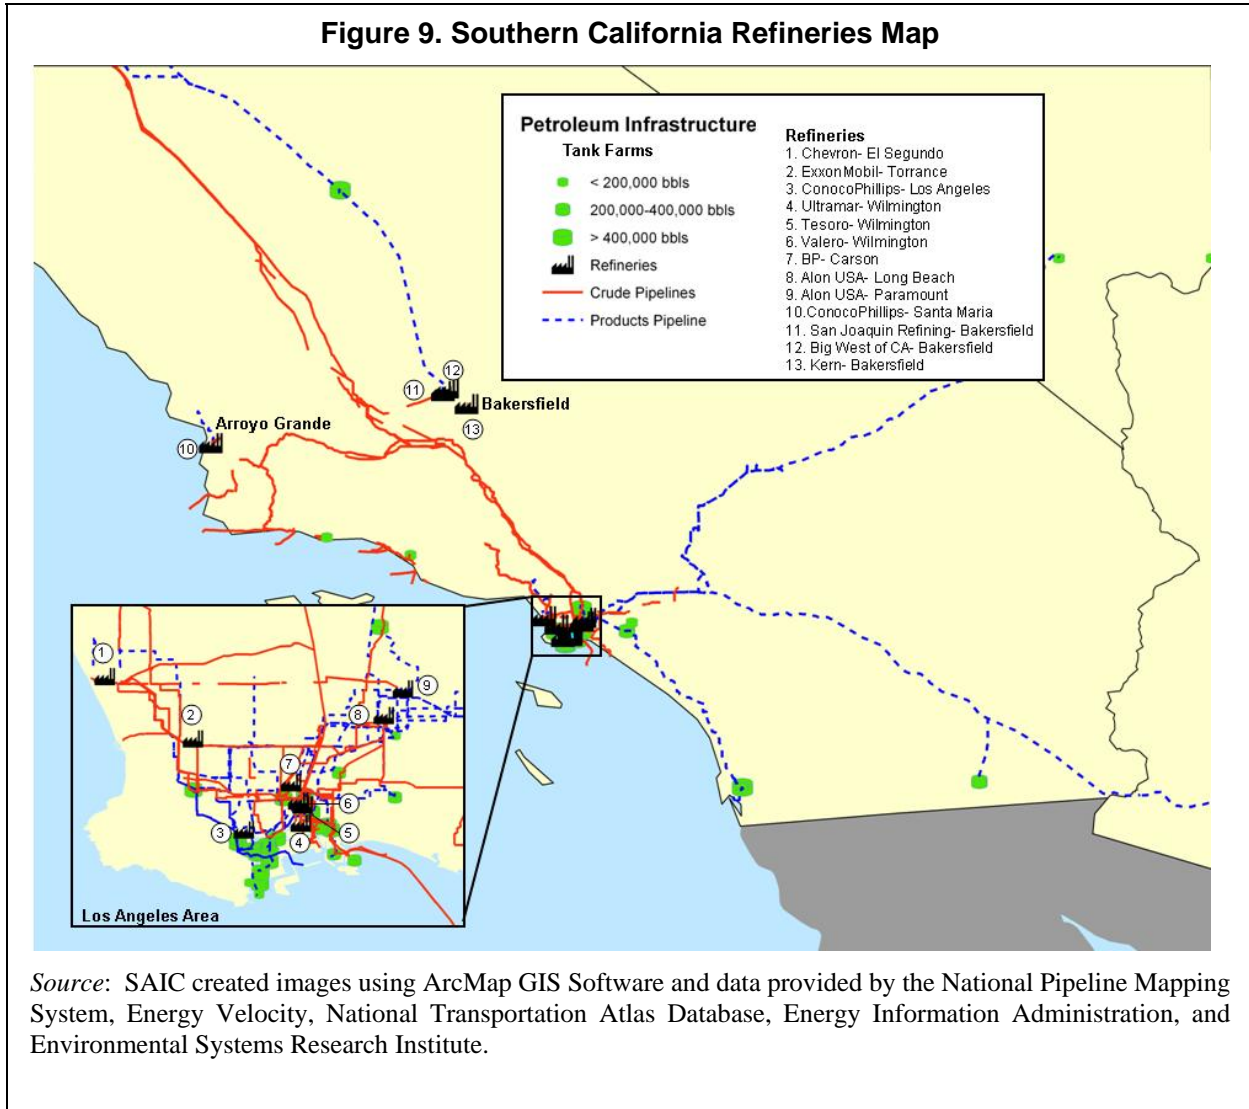 Figure 9. Southern California Refineries Map
Petroleum Infrastructure
Tank Farms
< 200,000 bbls
200,000-400,000 bbls
> 400,000 bbls
Refineries
Crude Pipelines
Products Pipeline
Refineries
1. Chevron- El Segundo
2. ExxonMobil- Torrance
3. ConocoPhillips- Los Angeles
4. Ultramar- Wilmington
5. Tesoro- Wilmington
6. Valero- Wilmington
7. BP- Carson
8. Alon USA- Long Beach
9. Alon USA- Paramount
10.ConocoPhillips- Santa Maria
11. San Joaquin Refining- Bakersfield
12. Big West of CA- Bakersfield
13. Kern- Bakersfield
12
11
Bakersfield
13
Arroyo Grande
10
1
9
2
8
7
6
3
4
5
Los Angeles Area
Source: SAIC created images using ArcMap GIS Software and data provided by the National Pipeline Mapping
System, Energy Velocity, National Transportation Atlas Database, Energy Information Administration, and
Environmental Systems Research Institute.